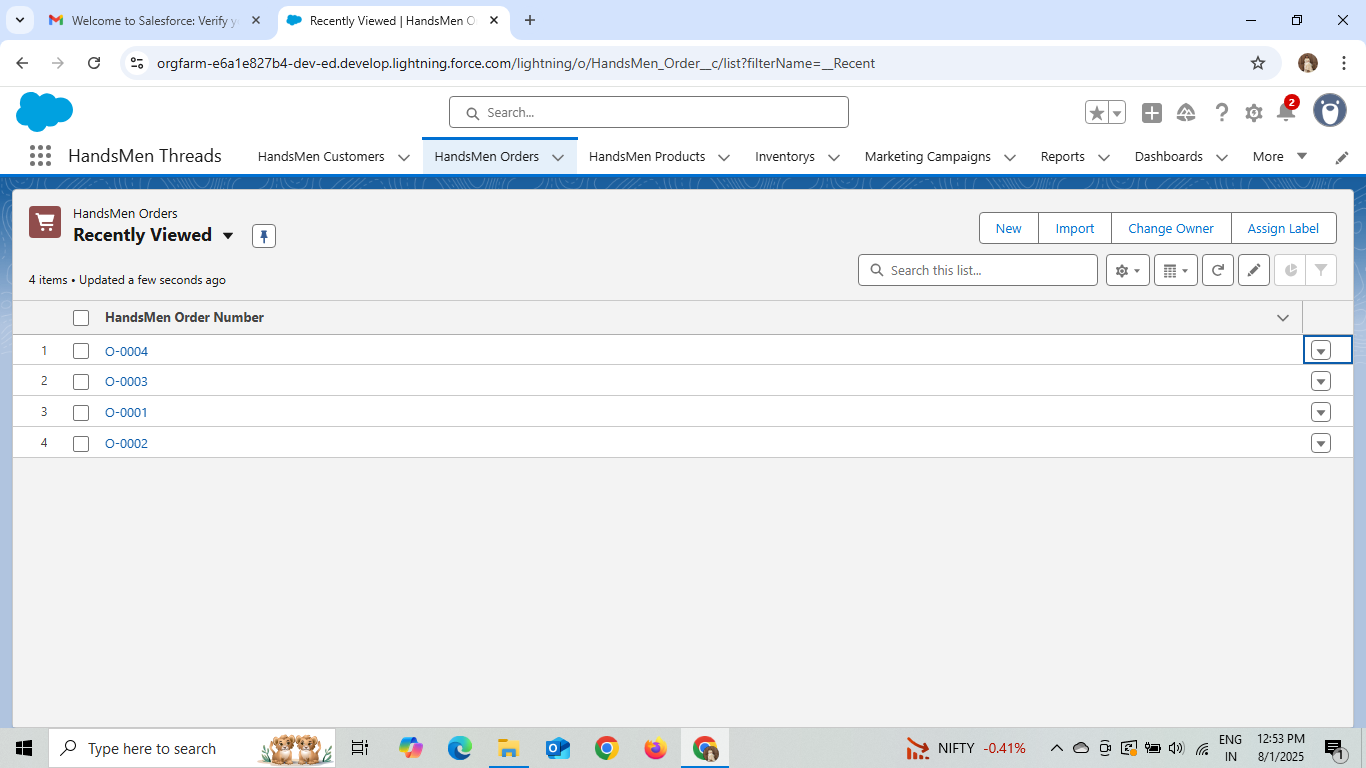 Welcome to Salesforce: Verify y
Recently Viewed | HandsMen O
orgfarm-e6a1e827b4-dev-ed.develop.lightning.force.com/lightning/o/HandsMen_Order__c/list?filterName=__Recent
Search...
2
HandsMen Threads
HandsMen Customers
HandsMen Orders
HandsMen Products
Inventorys
Marketing Campaigns
Reports
Dashboards
More
HandsMen Orders
Recently Viewed
New
Import
Change Owner
Assign Label
4 items • Updated a few seconds ago
Search this list...
HandsMen Order Number
1 O-0004
2 O-0003
3 O-0001
4 O-0002
Type here to search
NIFTY -0.41%
ENG
IN
12:53 PM
8/1/2025
1